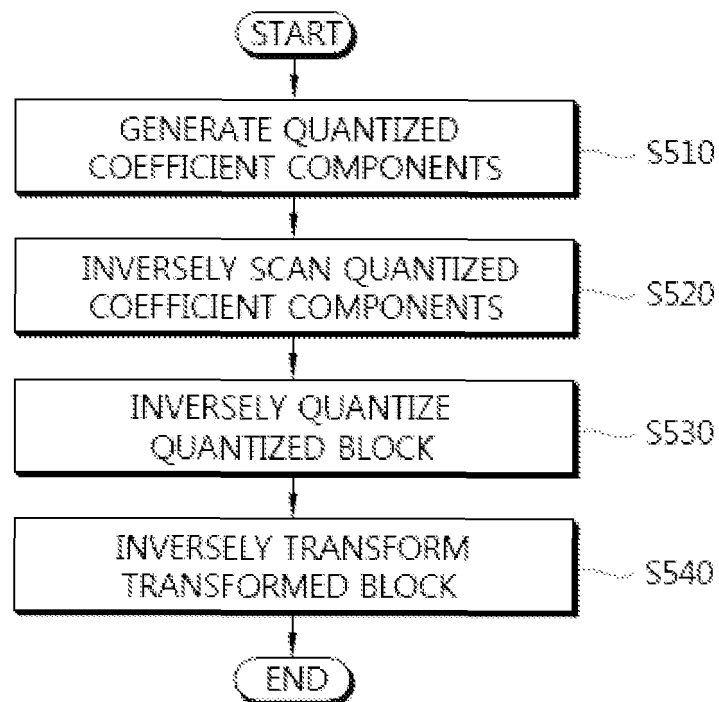 START
GENERATE QUANTIZED
COEFFICIENT COMPONENTS
S510
INVERSELY SCAN QUANTIZED
COEFFICIENT COMPONENTS
S520
INVERSELY QUANTIZE
QUANTIZED BLOCK
S530
INVERSELY TRANSFORM
TRANSFORMED BLOCK
S540
END